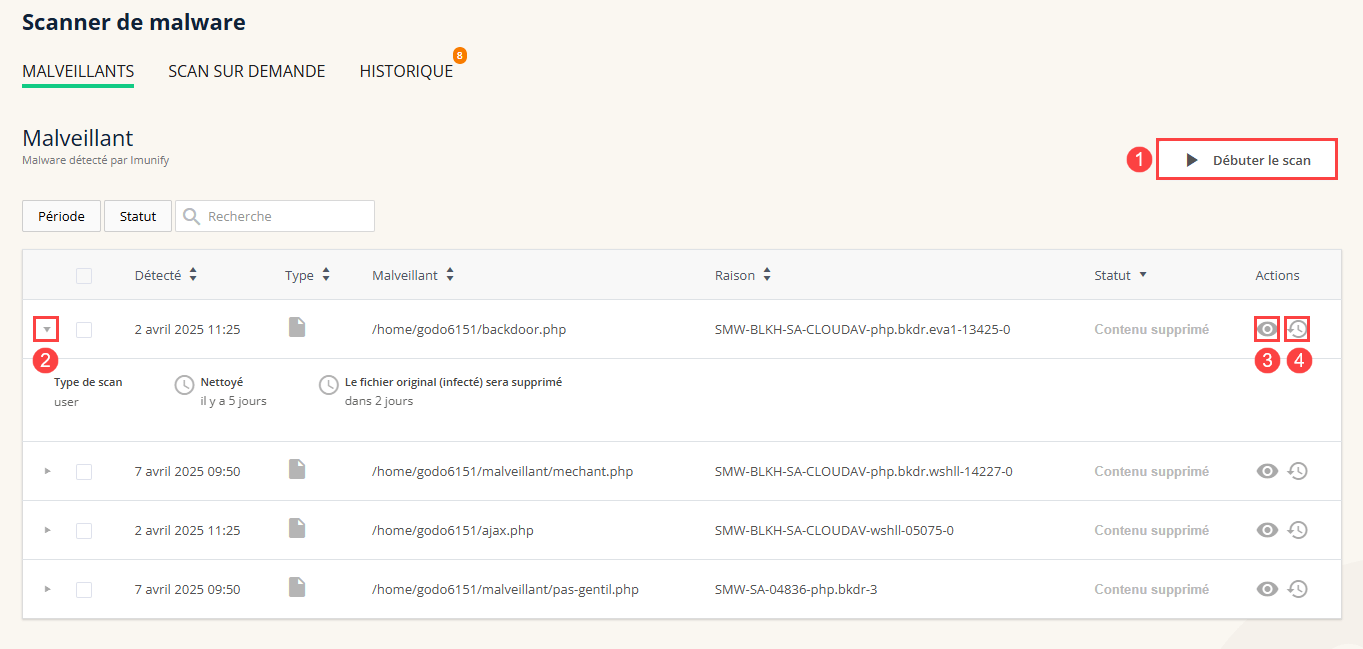 Scanner de malware
8
MALVEILLANTS SCAN SUR DEMANDE HISTORIQUE
Malveillant
Malware détecté par Imunify
1 Débuter le scan
Période Statut Recherche
Détecté Type Malveillant Raison Statut Actions
2 avril 2025 11:25 /home/godo6151/backdoor.php SMW-BLKH-SA-CLOUDAV-php.bkdr.eva1-13425-0 Contenu supprimé
2 3 4
Type de scan Nettoyé Le fichier original (infecté) sera supprimé
user il y a 5 jours dans 2 jours
7 avril 2025 09:50 /home/godo6151/malveillant/mechant.php SMW-BLKH-SA-CLOUDAV-php.bkdr.wshll-14227-0 Contenu supprimé
2 avril 2025 11:25 /home/godo6151/ajax.php SMW-BLKH-SA-CLOUDAV-wshll-05075-0 Contenu supprimé
7 avril 2025 09:50 /home/godo6151/malveillant/pas-gentil.php SMW-SA-04836-php.bkdr-3 Contenu supprimé